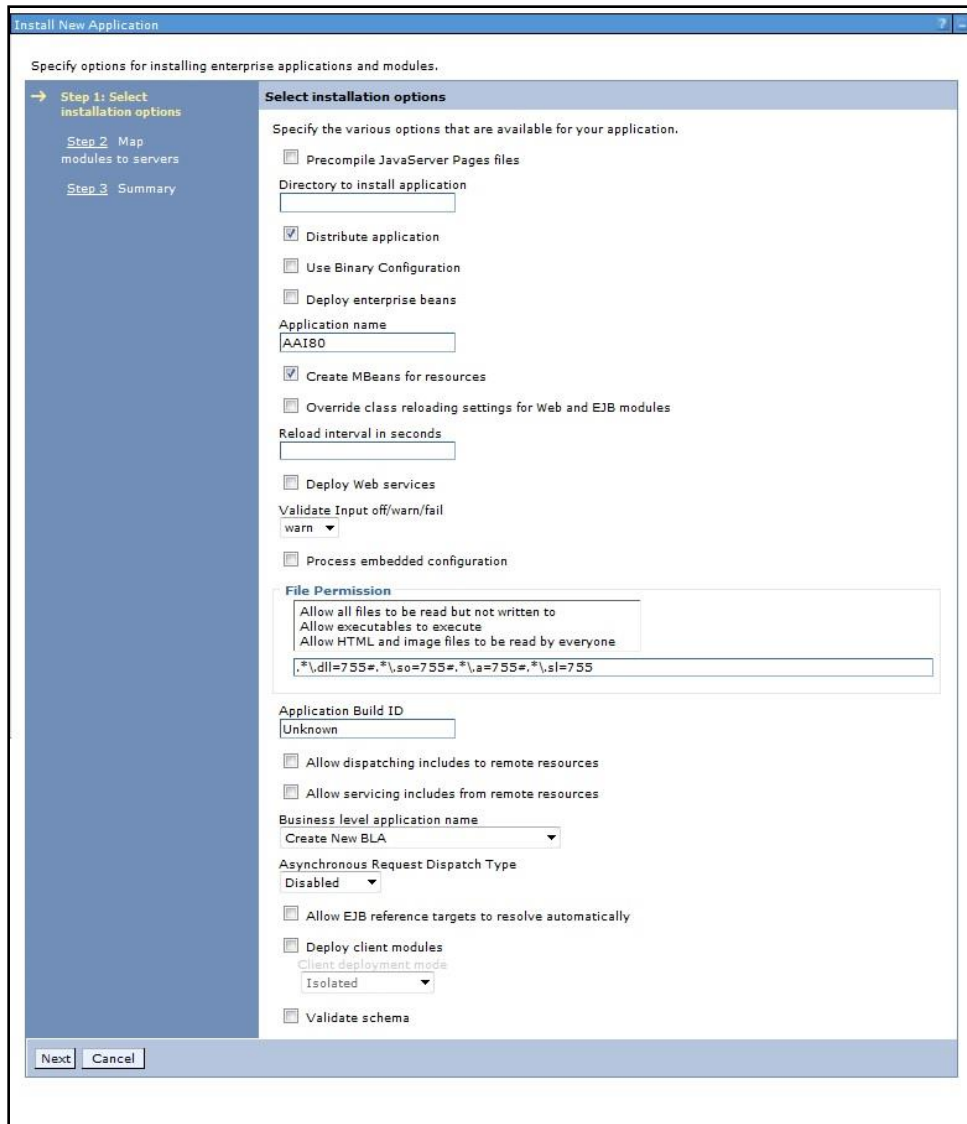 Install New Application
?
Specify options for installing enterprise applications and modules.
Step 1: Select
installation options
Step 2 Map
modules to servers
Step 3 Summary
Select installation options
Specify the various options that are available for your application.
Precompile JavaServer Pages files
Directory to install application
Distribute application
Use Binary Configuration
Deploy enterprise beans
Application name
AAI80
Create MBeans for resources
Override class reloading settings for Web and EJB modules
Reload interval in seconds
Deploy Web services
Validate Input off/warn/fail
warn
Process embedded configuration
File Permission
Allow all files to be read but not written to
Allow executables to execute
Allow HTML and image files to be read by everyone
.*\.dll=755#.*\.so=755#.*\.a=755#.*\.sl=755
Application Build ID
Unknown
Allow dispatching includes to remote resources
Allow servicing includes from remote resources
Business level application name
Create New BLA
Asynchronous Request Dispatch Type
Disabled
Allow EJB reference targets to resolve automatically
Deploy client modules
Client deployment mode
Isolated
Validate schema
Next Cancel